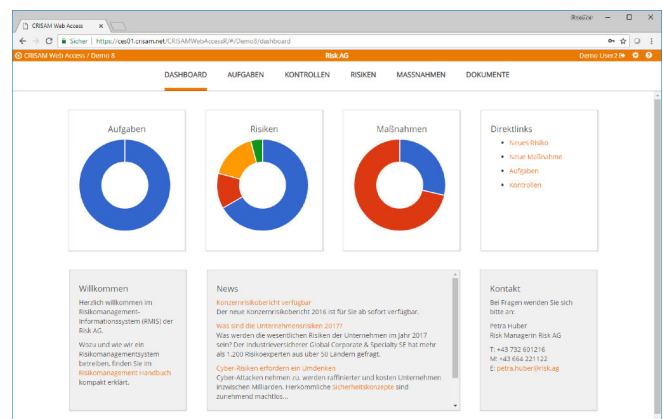 CRISAM Web Access
Sicher | https://ces01.crisam.net/CRISAMWebAccessR/#/Demo8/dashboard
CRISAM Web Access / Demo 8
Risk AG
Demo User2
DASHBOARD AUFGABEN KONTROLLEN RISIKEN MASSNAHMEN DOKUMENTE
Aufgaben
Risiken
Maßnahmen
Direktlinks
Neues Risiko
Neue Maßnahme
Aufgaben
Kontrollen
Willkommen
Herzlich willkommen im
Risikomanagement-
Informationssystem (RMIS) der
Risk AG.
Wozu und wie wir ein
Risikomanagementsystem
betreiben, finden Sie im
Risikomanagement Handbuch
kompakt erklärt.
News
Konzernrisikobericht verfügbar
Der neue Konzernrisikobericht 2016 ist für Sie ab sofort verfügbar.
Was sind die Unternehmensrisiken 2017?
Was werden die wesentlichen Risiken der Unternehmen im Jahr 2017
sein? Der Industrieversicherer Global Corporate & Specialty SE hat mehr
als 1.200 Risikoexperten aus über 50 Ländern gefragt.
Cyber-Risiken erfordern ein Umdenken
Cyber-Attacken nehmen zu, werden raffinierter und kosten Unternehmen
inzwischen Milliarden. Herkömmliche Sicherheitskonzepte sind
zunehmend machtlos...
Kontakt
Bei Fragen wenden Sie sich
bitte an:
Petra Huber
Risk Managerin Risk AG
T: +43 732 601216
M: +43 664 221122
E: petra.huber@risk.ag